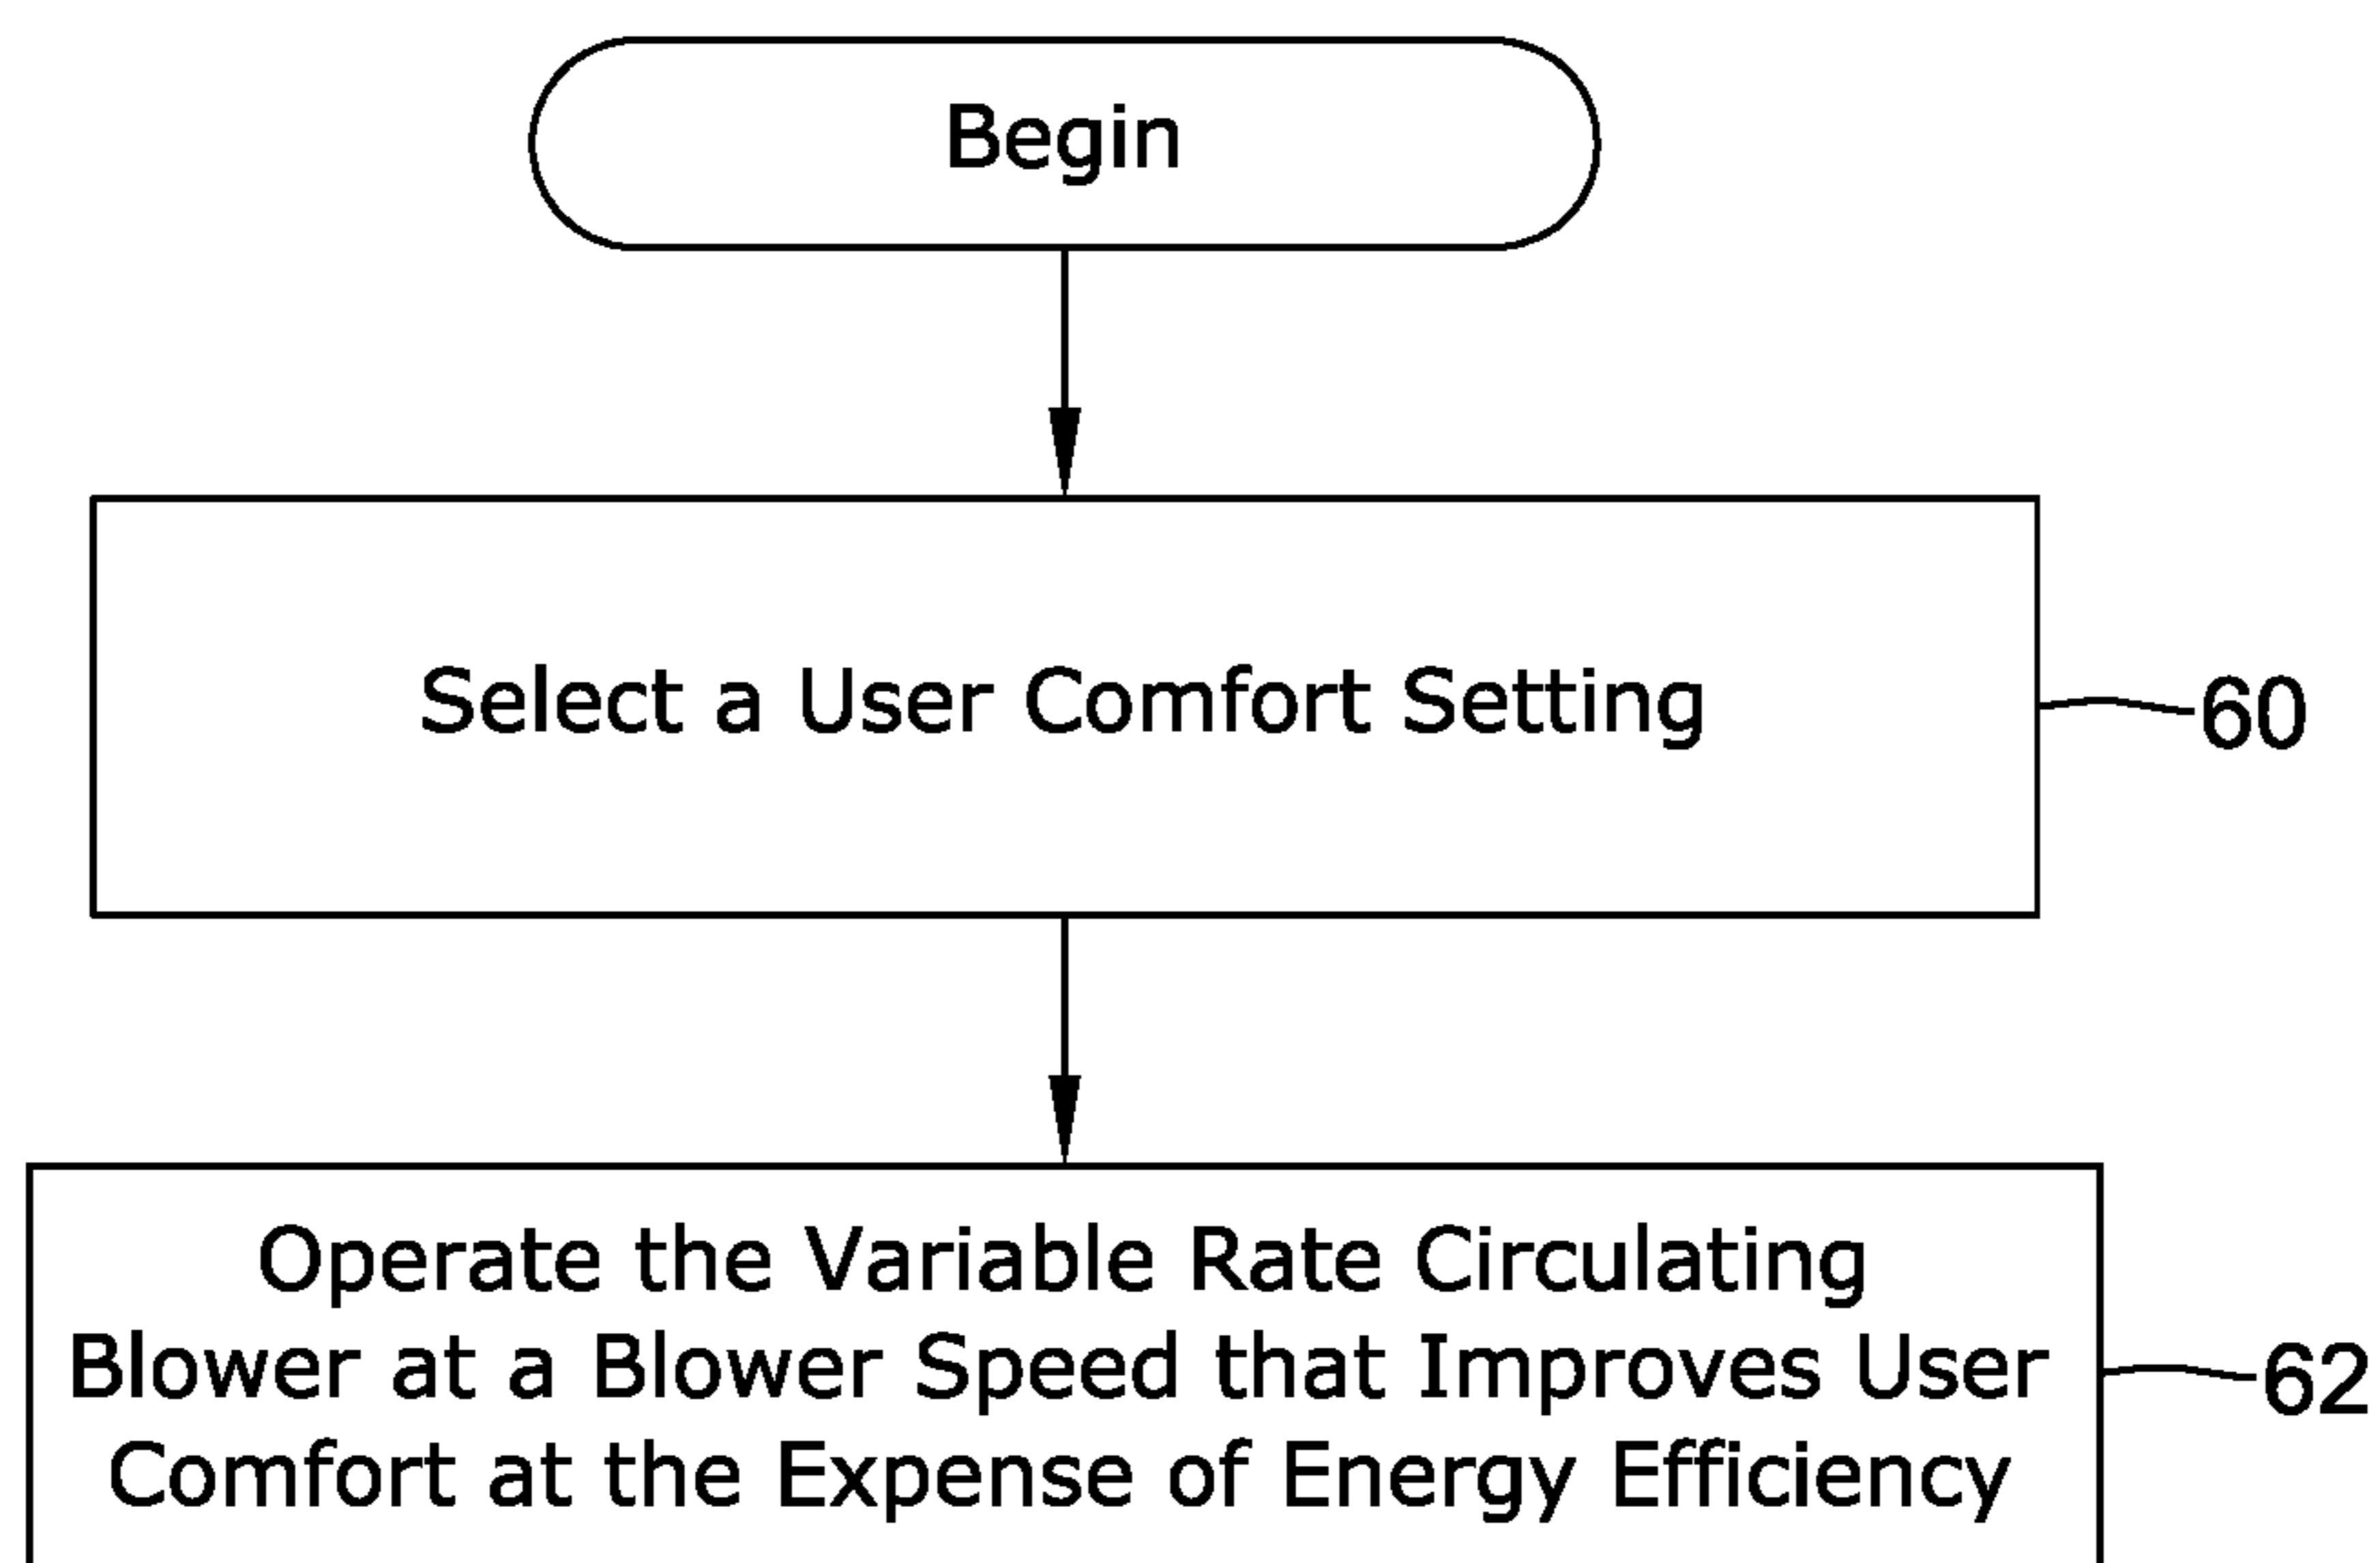 Begin
Select a User Comfort Setting
60
Operate the Variable Rate Circulating
Blower at a Blower Speed that Improves User
Comfort at the Expense of Energy Efficiency
62